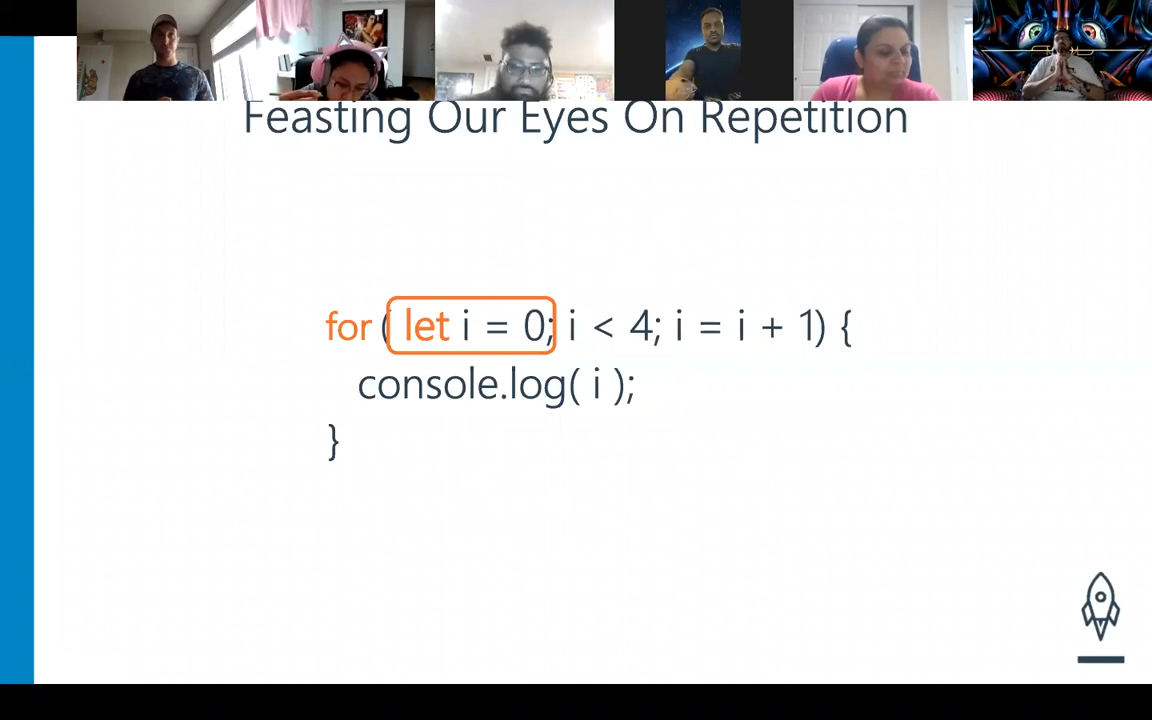 Feasting Our Eyes On Repetition
for ( let i = 0; i < 4; i = i + 1) {
console.log( i );
}